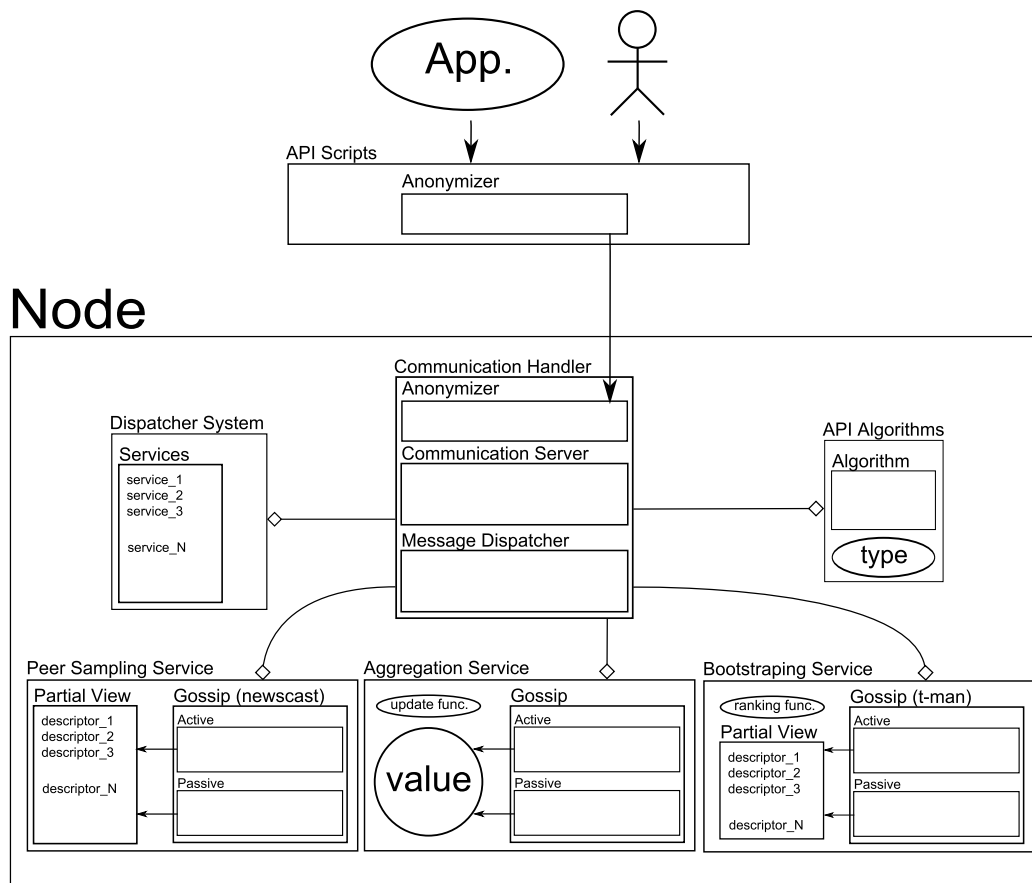 App.
API Scripts
Anonymizer
Node
Communication Handler
Anonymizer
Communication Server
Message Dispatcher
Dispatcher System
Services
service_1
service_2
service_3
service_N
API Algorithms
Algorithm
type
Peer Sampling Service
Partial View
descriptor_1
descriptor_2
descriptor_3
descriptor_N
Gossip (newscast)
Active
Passive
Aggregation Service
update func.
value
Gossip
Active
Passive
Bootstraping Service
ranking func.
Partial View
descriptor_1
descriptor_2
descriptor_3
descriptor_N
Gossip (t-man)
Active
Passive